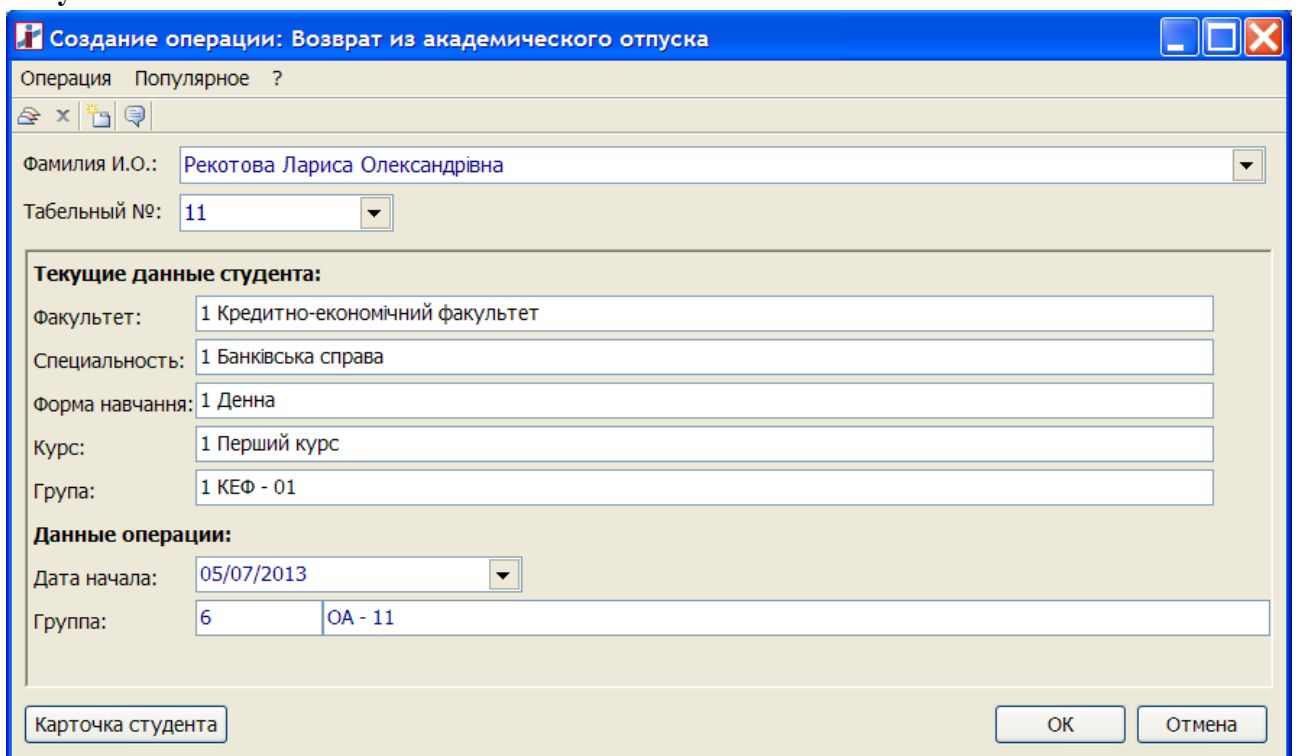 Создание операции: Возврат из академического отпуска
Операция Популярное ?
Фамилия И.О.: Рекотова Лариса Олександрівна
Табельный №: 11
Текущие данные студента:
Факультет: 1 Кредитно-економічний факультет
Специальность: 1 Банківська справа
Форма навчання: 1 Денна
Курс: 1 Перший курс
Група: 1 КЕФ - 01
Данные операции:
Дата начала: 05/07/2013
Группа: 6 ОА - 11
Карточка студента ОК Отмена